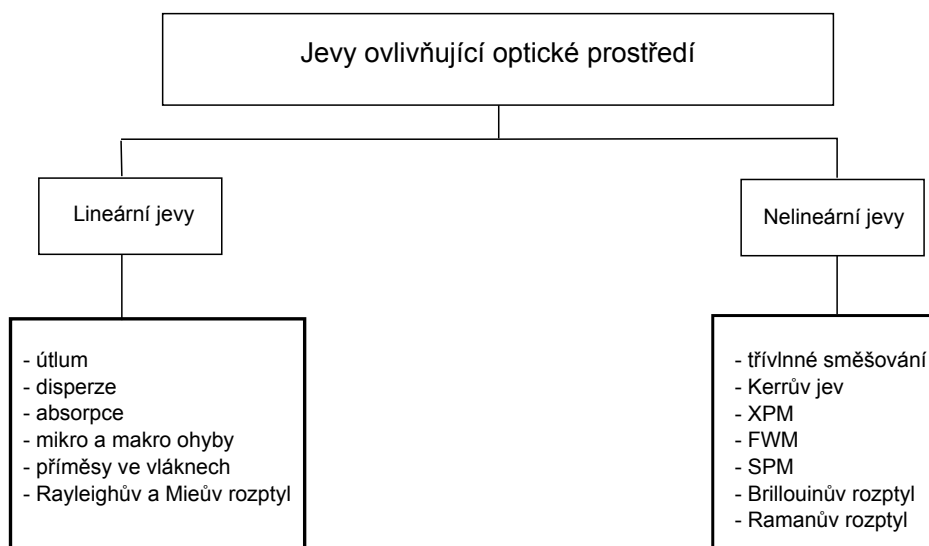 Jevy ovlivňující optické prostředí
Lineární jevy
Nelineární jevy
- útlum
- disperze
- absorpce
- mikro a makro ohyby
- příměsy ve vláknech
- Rayleighův a Mieův rozptyl
- třívlnné směšování
- Kerrův jev
- XPM
- FWM
- SPM
- Brillouinův rozptyl
- Ramanův rozptyl